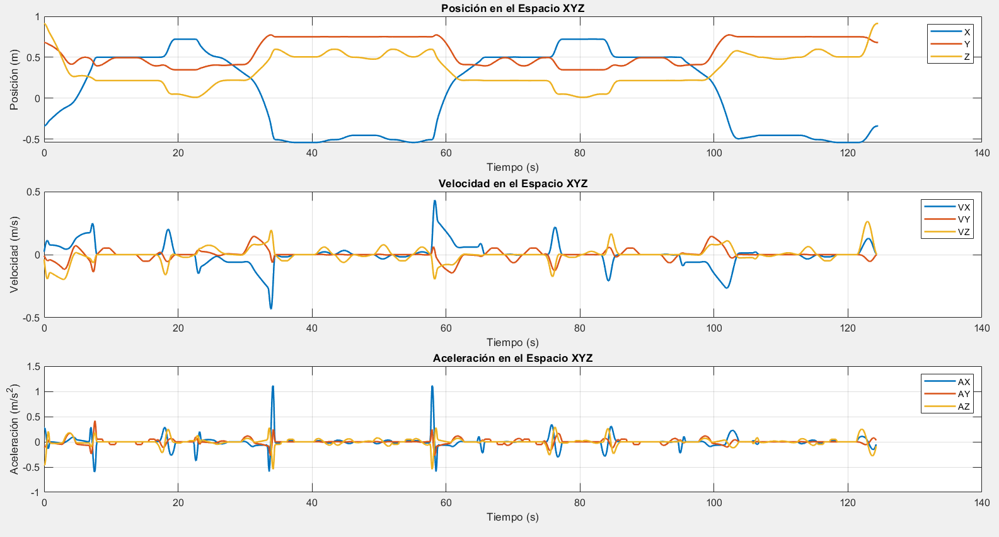 Posición en el Espacio XYZ
Posición (m)
1
0.5
0
-0.5
0 20 40 60 80 100 120 140
Tiempo (s)
X
Y
Z
Velocidad en el Espacio XYZ
Velocidad (m/s)
0.5
0
-0.5
0 20 40 60 80 100 120 140
Tiempo (s)
VX
VY
VZ
Aceleración en el Espacio XYZ
Aceleración (m/s²)
1.5
1
0.5
0
-0.5
-1
0 20 40 60 80 100 120 140
Tiempo (s)
AX
AY
AZ